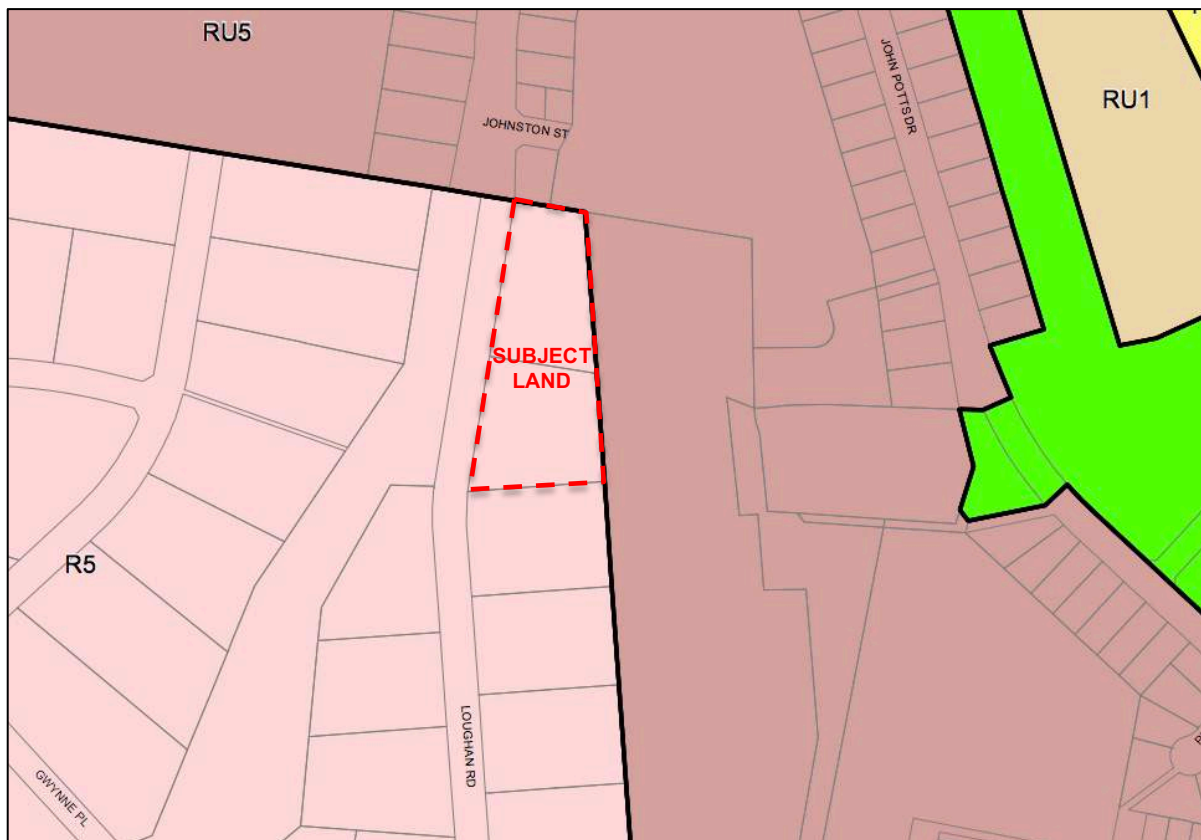 RU5
JOHN POTTS DR
RU1
JOHNSTON ST
SUBJECT
LAND
R5
LOUGHAN RD
GWYNNE PL